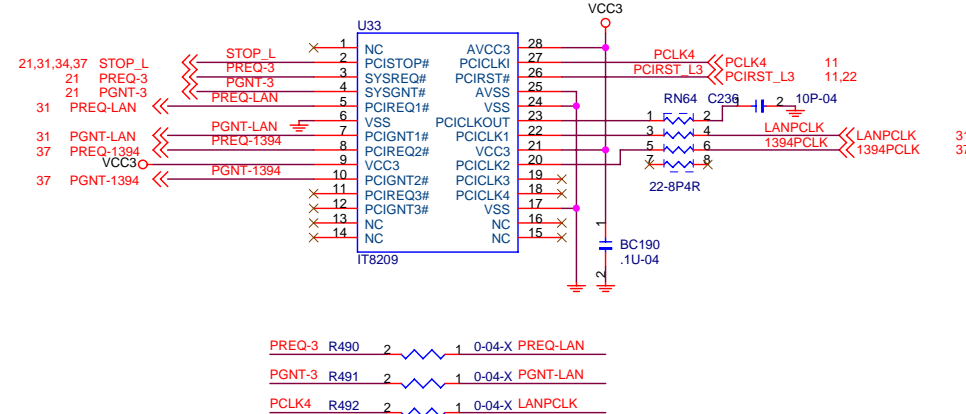 VCC3
U33
1 NC AVCC3 28
21,31,34,37 STOP_L STOP_L 2 PCISTOP# PCICLKI 27 PCLK4 PCLK4 11
21 PREQ-3 PREQ-3 3 SYSREQ# PCIRST# 26 PCIRST_L3 PCIRST_L3 11,22
21 PGNT-3 PGNT-3 4 SYSGNT# AVSS 25
31 PREQ-LAN PREQ-LAN 5 PCIREQ1# VSS 24 RN64 C236 1 2 10P-04
6 VSS PCICLKOUT 23 1 2
31 PGNT-LAN PGNT-LAN 7 PCIGNT1# PCICLK1 22 3 4 LANPCLK LANPCLK 31
37 PREQ-1394 PREQ-1394 8 PCIREQ2# VCC3 21 5 6 1394PCLK 1394PCLK 37
VCC3 9 VCC3 PCICLK2 20 7 8
37 PGNT-1394 PGNT-1394 10 PCIGNT2# PCICLK3 19
22-8P4R
11 PCIREQ3# PCICLK4 18
12 PCIGNT3# VSS 17
13 NC NC 16
14 NC NC 15
1 BC190
.1U-04
2
IT8209
PREQ-3 R490 2 1 0-04-X PREQ-LAN
PGNT-3 R491 2 1 0-04-X PGNT-LAN
PCLK4 R492 2 1 0-04-X LANPCLK